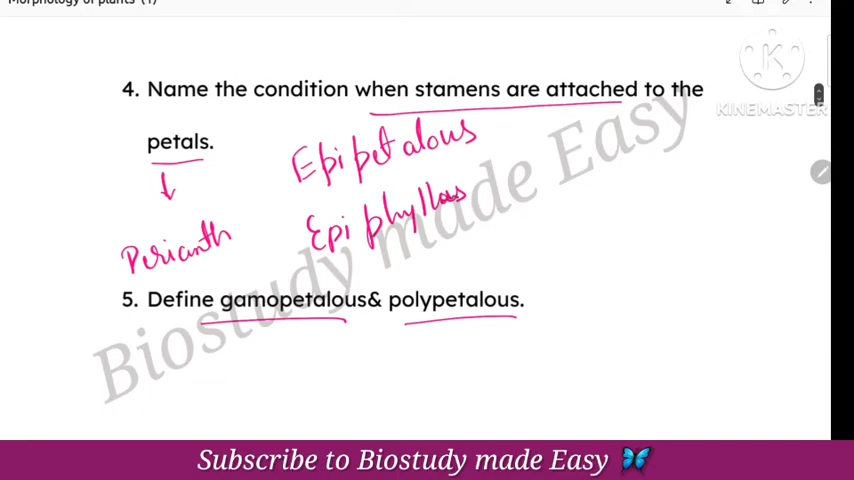 Morphology of plants (1)
KINEMASTER
4. Name the condition when stamens are attached to the
petals.
Epipetalous
Epiphyllous
Perianth
5. Define gamopetalous& polypetalous.
Biostudy made Easy
Subscribe to Biostudy made Easy 🦋